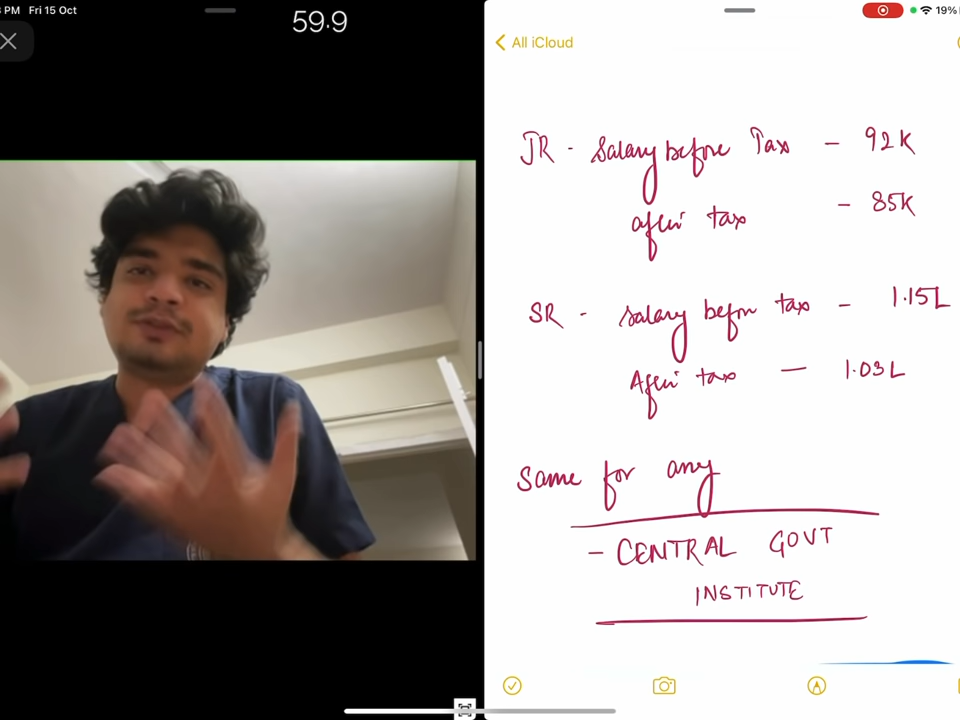 PM Fri 15 Oct
59.9
19%
All iCloud
JR - Salary before Tax - 92K
after tax - 85K
SR - Salary before tax - 1.15L
After tax - 1.03L
Same for any
- CENTRAL GOVT
INSTITUTE